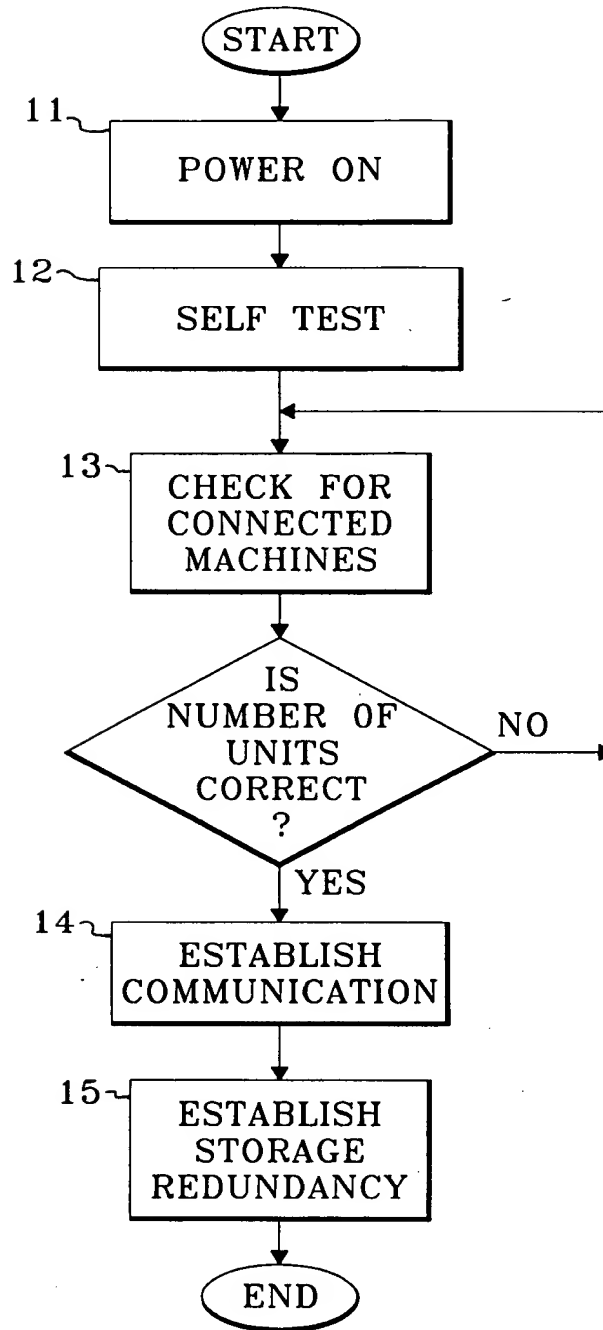 START
11
POWER ON
12
SELF TEST
13
CHECK FOR
CONNECTED
MACHINES
IS
NUMBER OF
UNITS
CORRECT
?
NO
YES
14
ESTABLISH
COMMUNICATION
15
ESTABLISH
STORAGE
REDUNDANCY
END